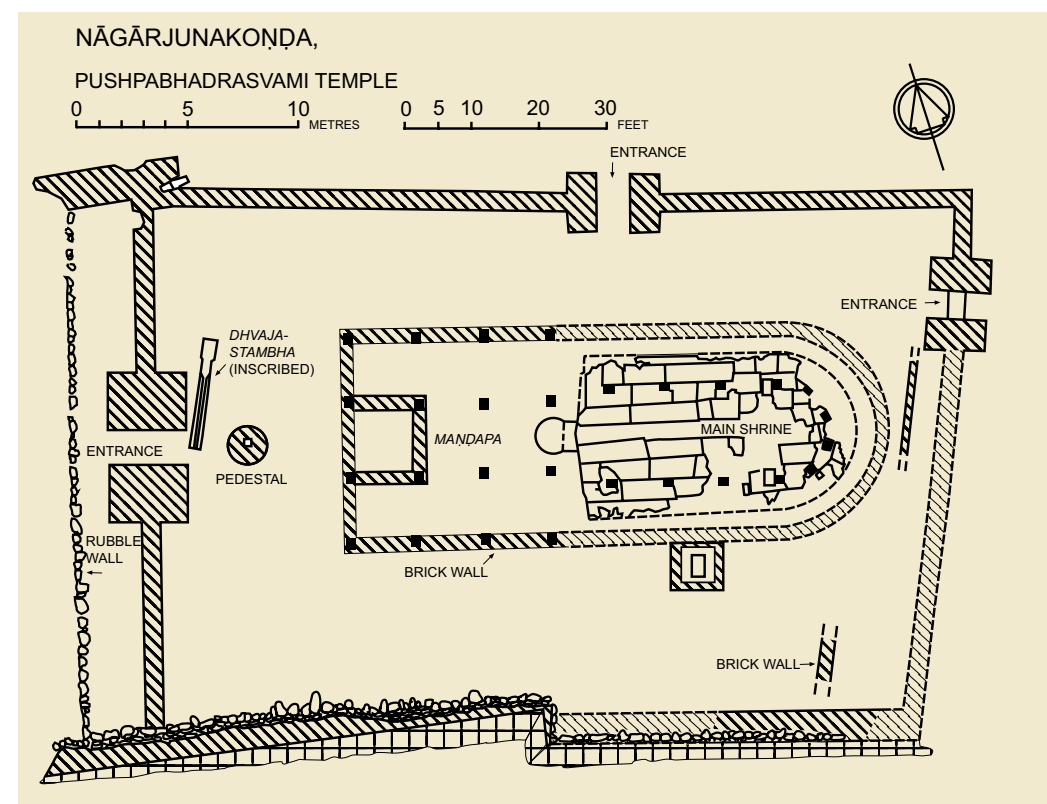 NĀGĀRJUNAKOṆḌA,
PUSHPABHADRASVAMI TEMPLE
0 5 10 METRES
0 5 10 20 30 FEET
ENTRANCE
ENTRANCE
DHVAJA-
STAMBHA
(INSCRIBED)
MAṆḌAPA
MAIN SHRINE
ENTRANCE
PEDESTAL
RUBBLE
WALL
BRICK WALL
BRICK WALL